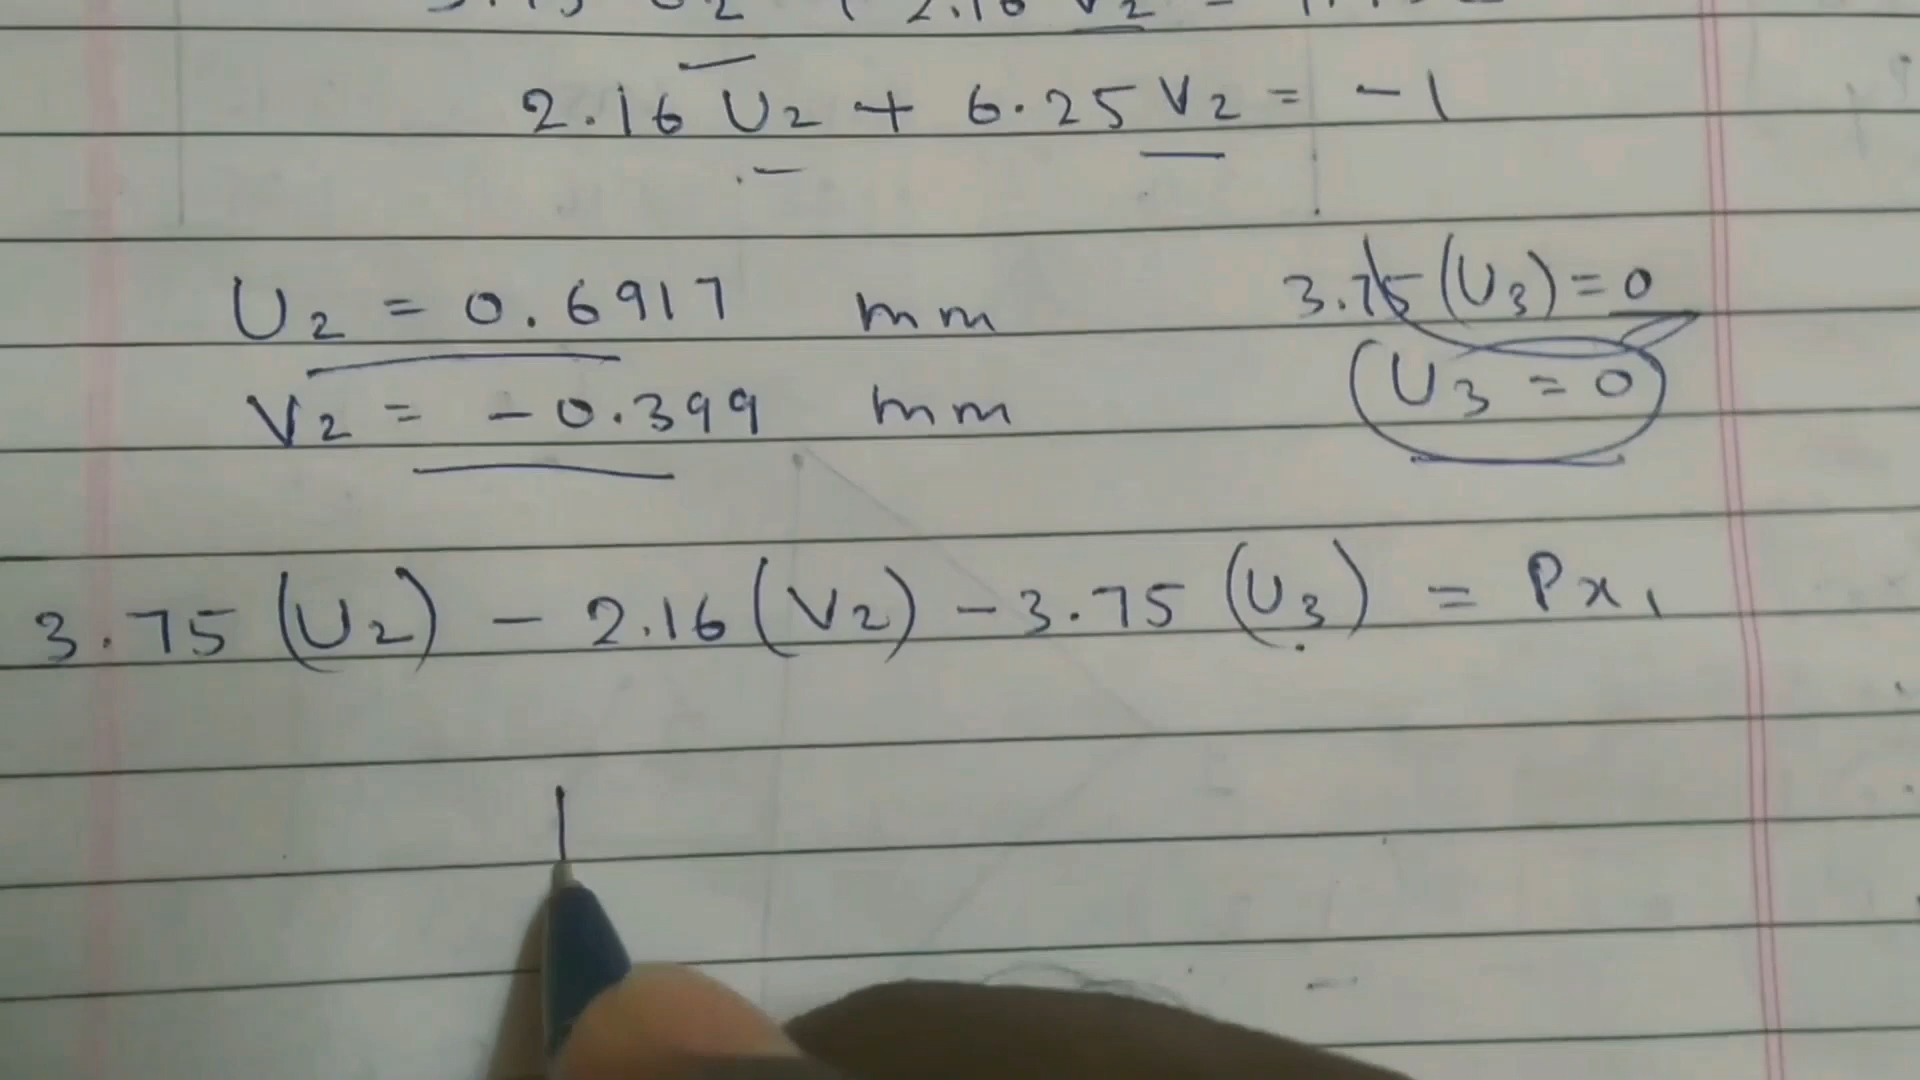 2.16 U2 + 6.25 V2 = -1
U2 = 0.6917 mm
3.75 (U3) = 0
V2 = -0.399 mm
U3 = 0
3.75 (U2) - 2.16 (V2) - 3.75 (U3) = Px1